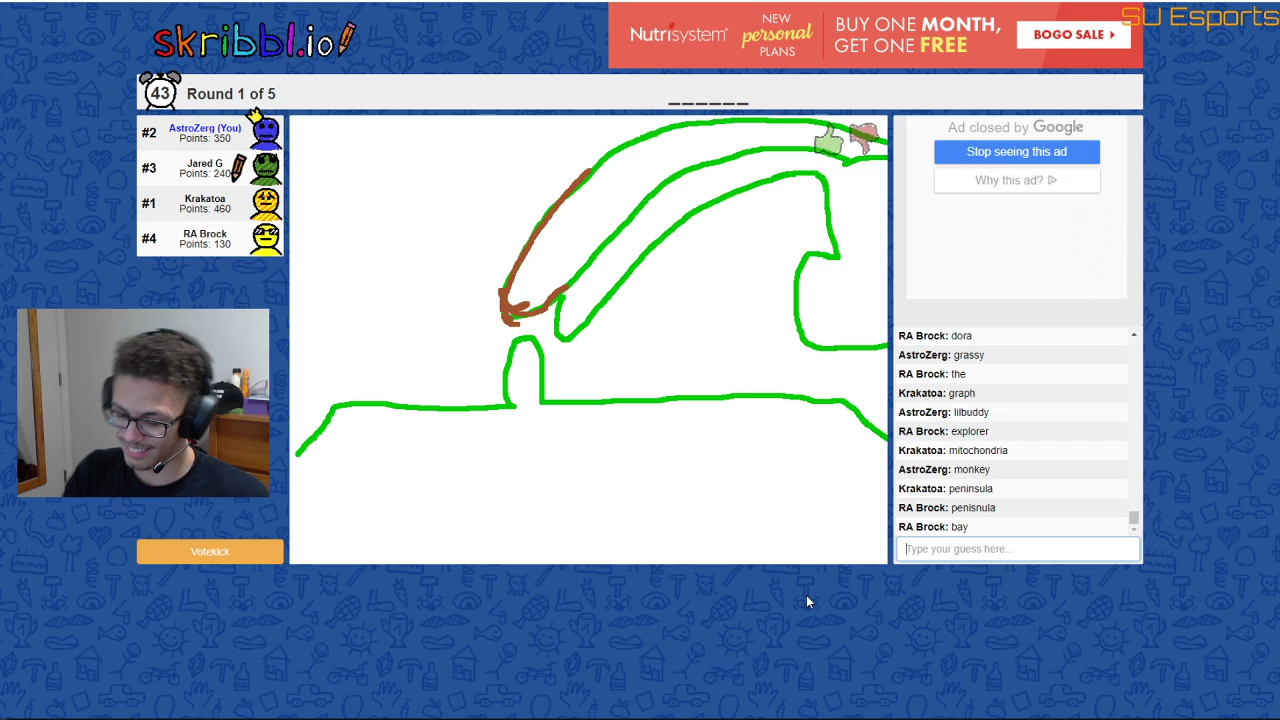 SU Esports
skribbl.io
Nutrisystem
NEW
personal
PLANS
BUY ONE MONTH,
GET ONE FREE
BOGO SALE
43
Round 1 of 5
______
#2
AstroZerg (You)
Points: 350
#3
Jared G
Points: 240
#1
Krakatoa
Points: 460
#4
RA Brock
Points: 130
Votekick
Ad closed by Google
Stop seeing this ad
Why this ad?
RA Brock: dora
AstroZerg: grassy
RA Brock: the
Krakatoa: graph
AstroZerg: lilbuddy
RA Brock: explorer
Krakatoa: mitochondria
AstroZerg: monkey
Krakatoa: peninsula
RA Brock: penisnula
RA Brock: bay
Type your guess here...